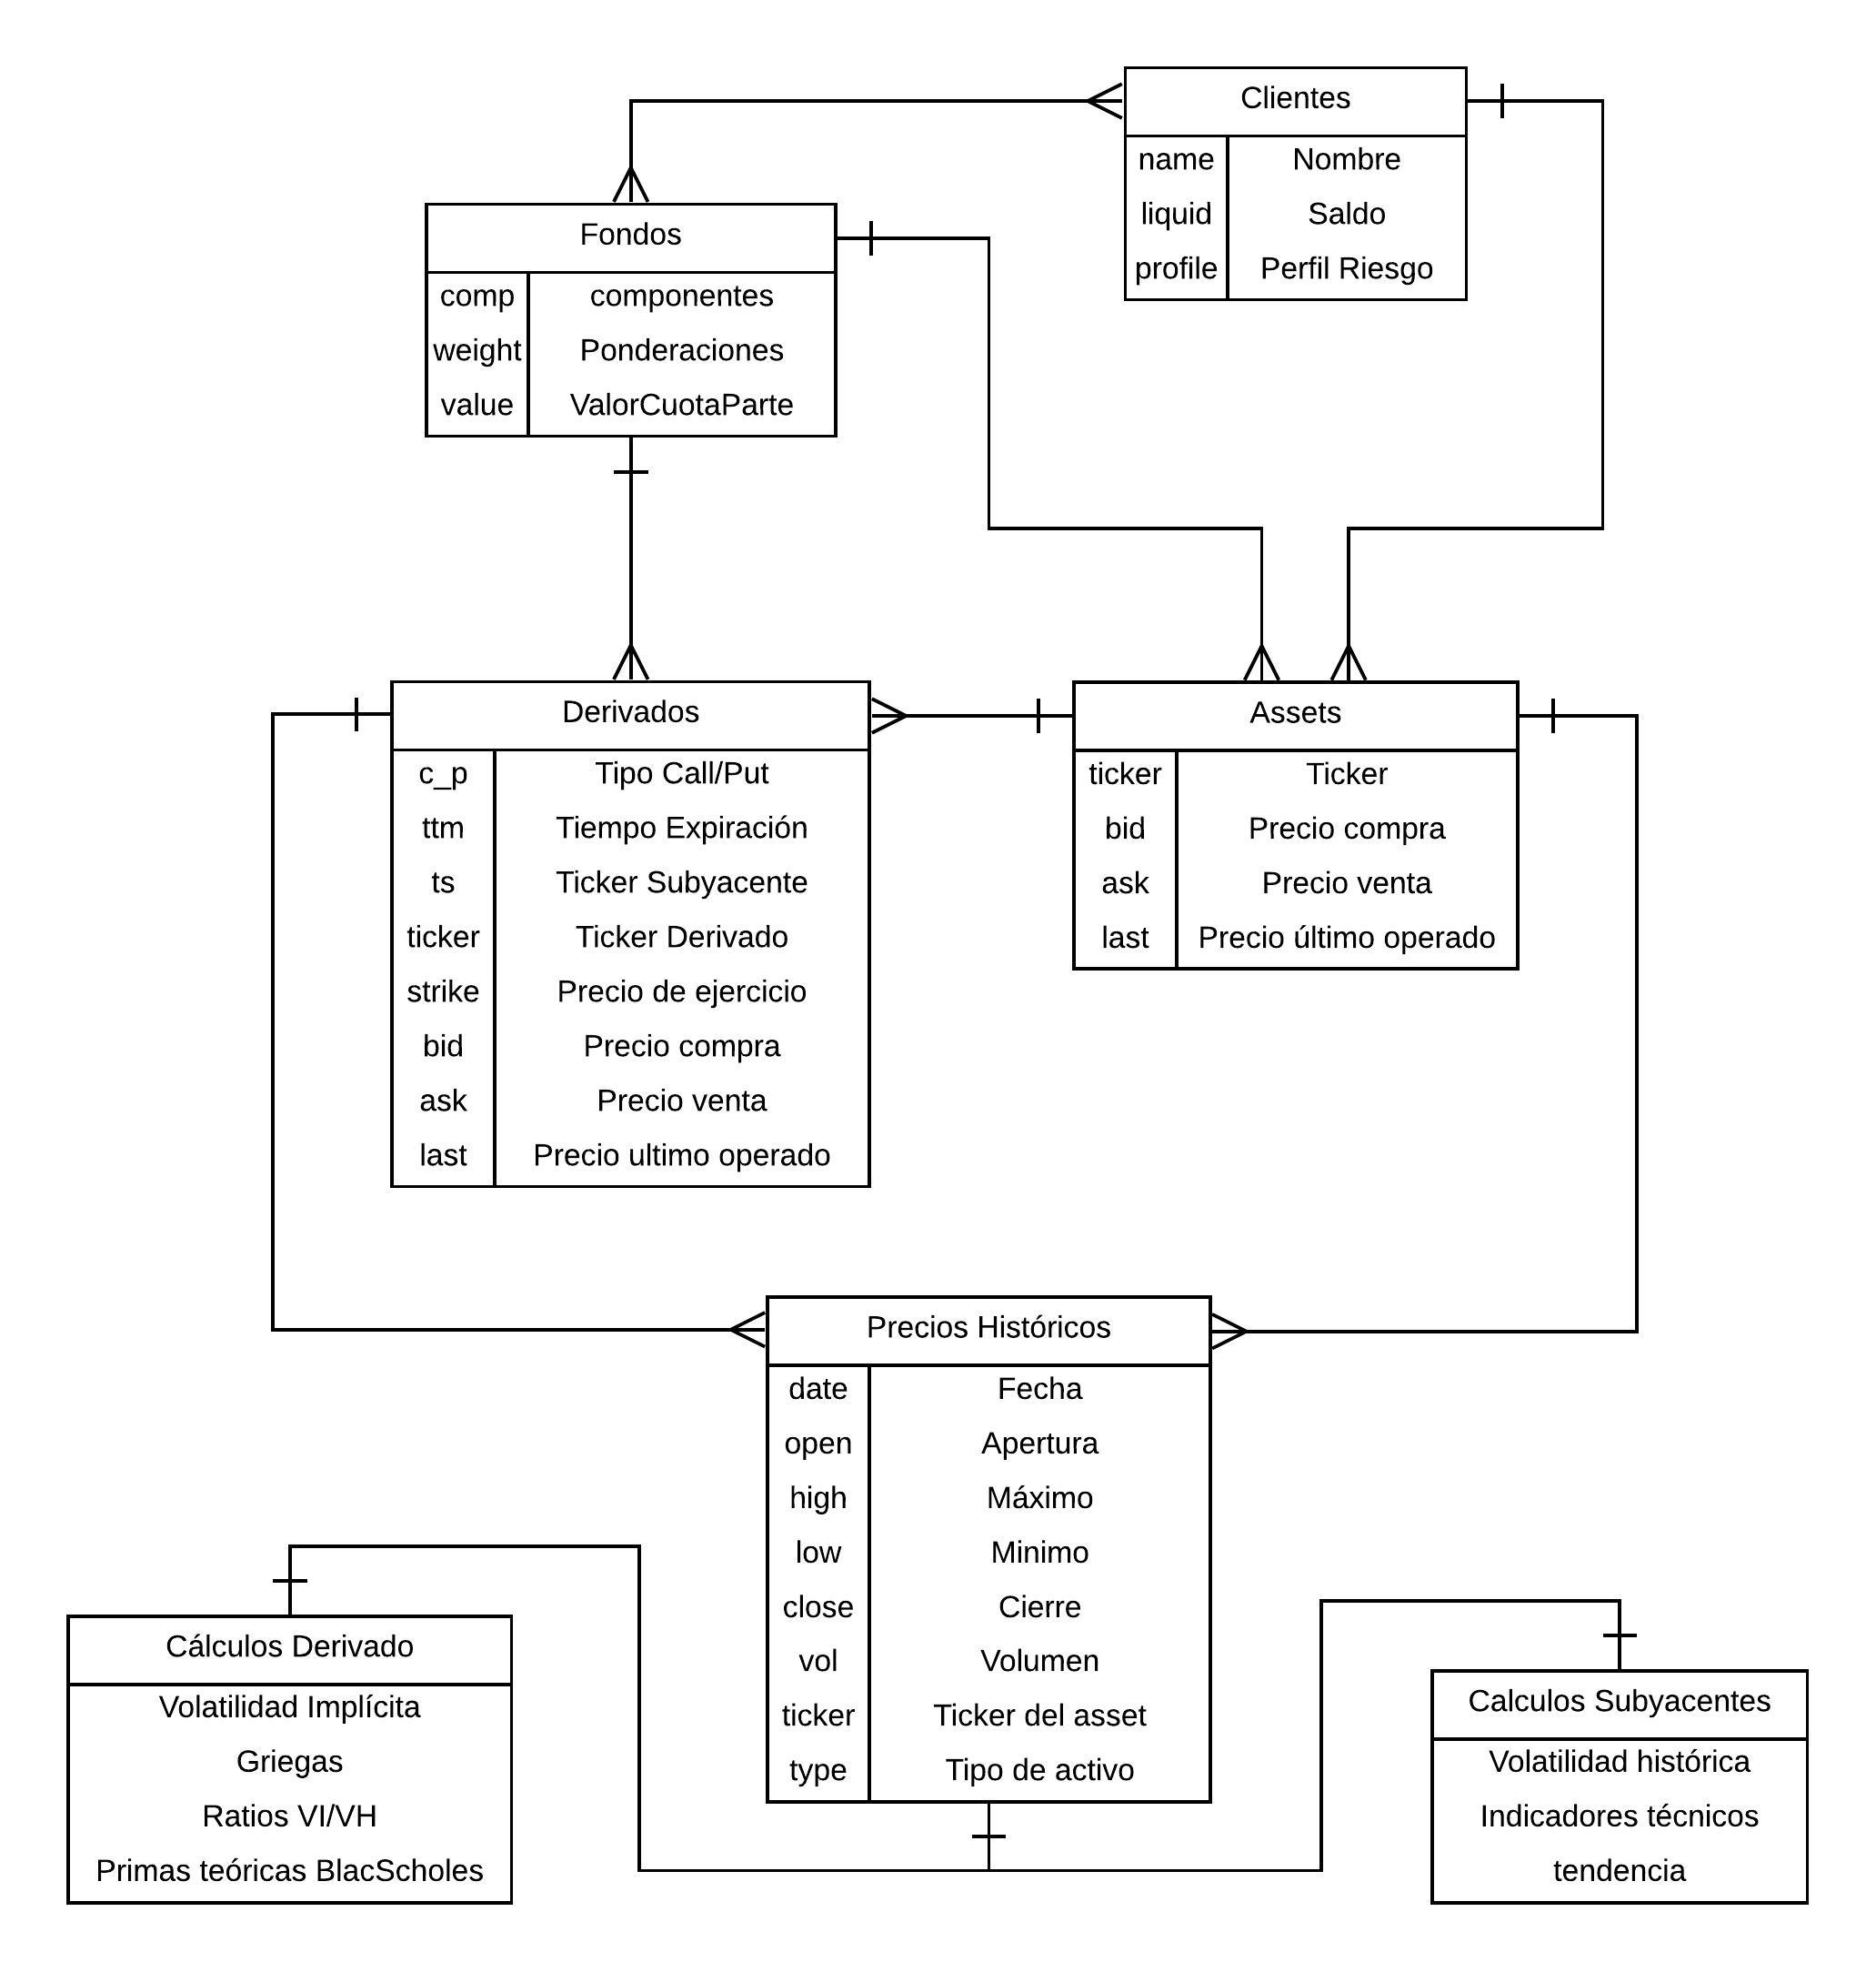 Clientes
name Nombre
liquid Saldo
profile Perfil Riesgo
Fondos
comp componentes
weight Ponderaciones
value ValorCuotaParte
Derivados
c_p Tipo Call/Put
ttm Tiempo Expiración
ts Ticker Subyacente
ticker Ticker Derivado
strike Precio de ejercicio
bid Precio compra
ask Precio venta
last Precio ultimo operado
Assets
ticker Ticker
bid Precio compra
ask Precio venta
last Precio último operado
Precios Históricos
date Fecha
open Apertura
high Máximo
low Minimo
close Cierre
vol Volumen
ticker Ticker del asset
type Tipo de activo
Cálculos Derivado
Volatilidad Implícita
Griegas
Ratios VI/VH
Primas teóricas BlacScholes
Calculos Subyacentes
Volatilidad histórica
Indicadores técnicos
tendencia